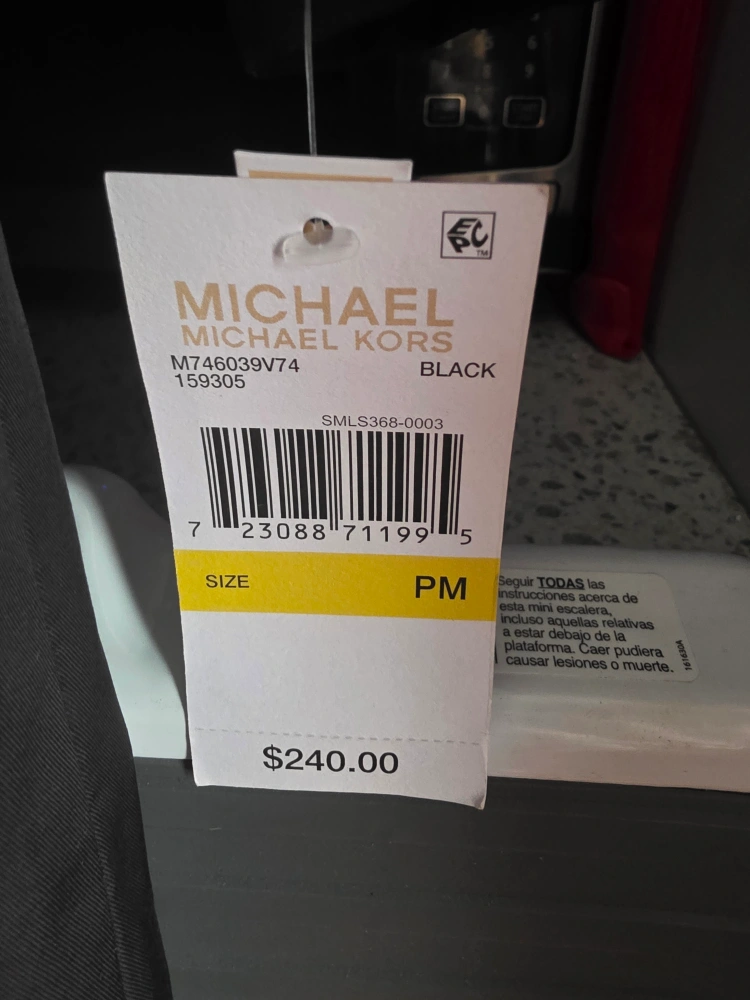 EPC
TM
MICHAEL
MICHAEL KORS
M746039V74
BLACK
159305
SMLS368-0003
7 23088 71199 5
SIZE
PM
$240.00
Seguir TODAS las
instrucciones acerca de
esta mini escalera,
incluso aquellas relativas
a estar debajo de la
plataforma. Caer pudiera
causar lesiones o muerte.
161630A